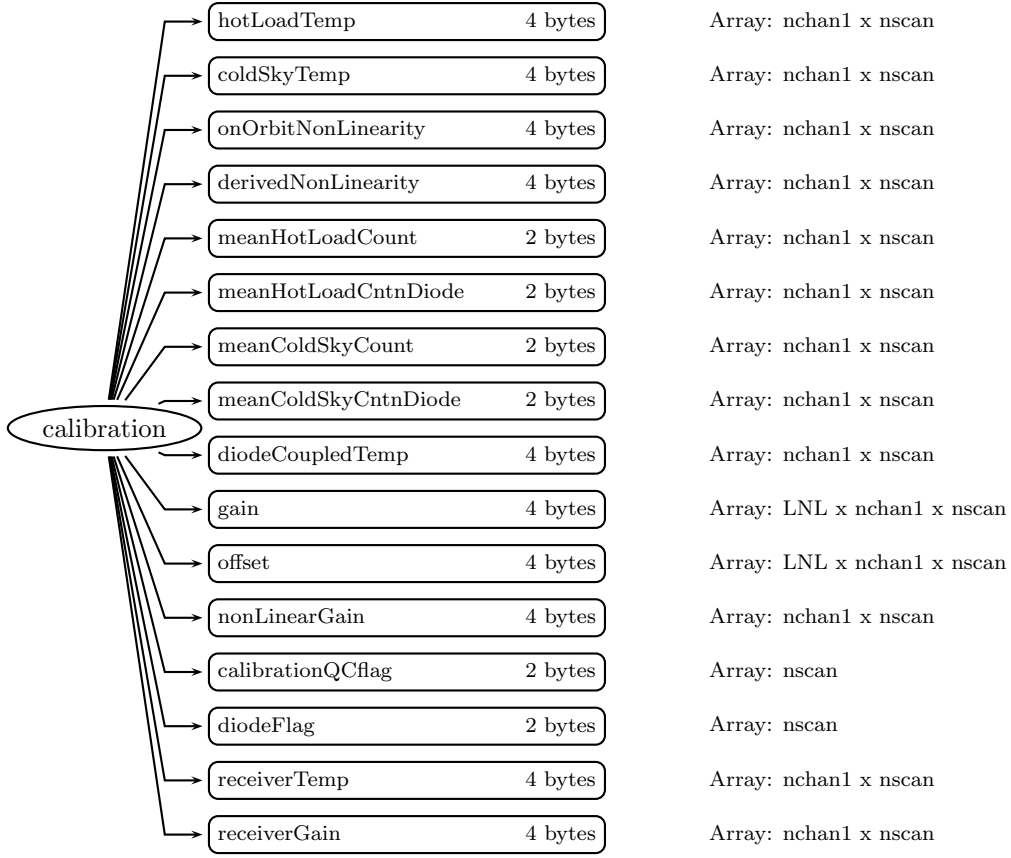 hotLoadTemp 4 bytes Array: nchan1 x nscan
coldSkyTemp 4 bytes Array: nchan1 x nscan
onOrbitNonLinearity 4 bytes Array: nchan1 x nscan
derivedNonLinearity 4 bytes Array: nchan1 x nscan
meanHotLoadCount 2 bytes Array: nchan1 x nscan
meanHotLoadCntnDiode 2 bytes Array: nchan1 x nscan
meanColdSkyCount 2 bytes Array: nchan1 x nscan
meanColdSkyCntnDiode 2 bytes Array: nchan1 x nscan
calibration
diodeCoupledTemp 4 bytes Array: nchan1 x nscan
gain 4 bytes Array: LNL x nchan1 x nscan
offset 4 bytes Array: LNL x nchan1 x nscan
nonLinearGain 4 bytes Array: nchan1 x nscan
calibrationQCflag 2 bytes Array: nscan
diodeFlag 2 bytes Array: nscan
receiverTemp 4 bytes Array: nchan1 x nscan
receiverGain 4 bytes Array: nchan1 x nscan